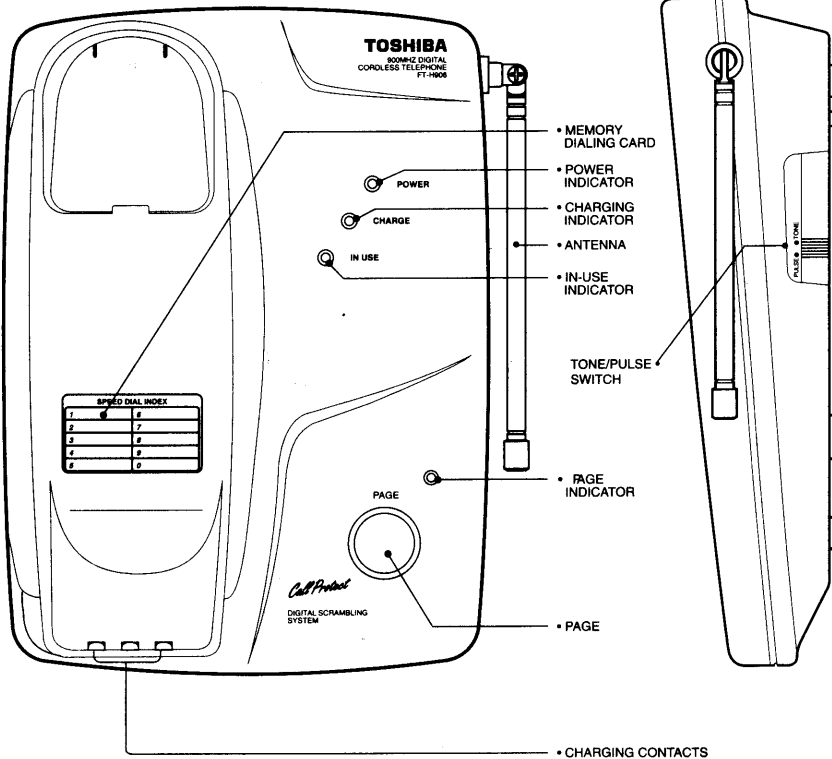 TOSHIBA
900MHZ DIGITAL
CORDLESS TELEPHONE
FT-H906
POWER
CHARGE
IN USE
SPEED DIAL INDEX
1 6
2 7
3 8
4 9
5 0
PAGE
Call Protect
DIGITAL SCRAMBLING
SYSTEM
• MEMORY
DIALING CARD
• POWER
INDICATOR
• CHARGING
INDICATOR
• ANTENNA
• IN-USE
INDICATOR
TONE/PULSE •
SWITCH
• PAGE
INDICATOR
• PAGE
• CHARGING CONTACTS
PULSE TONE